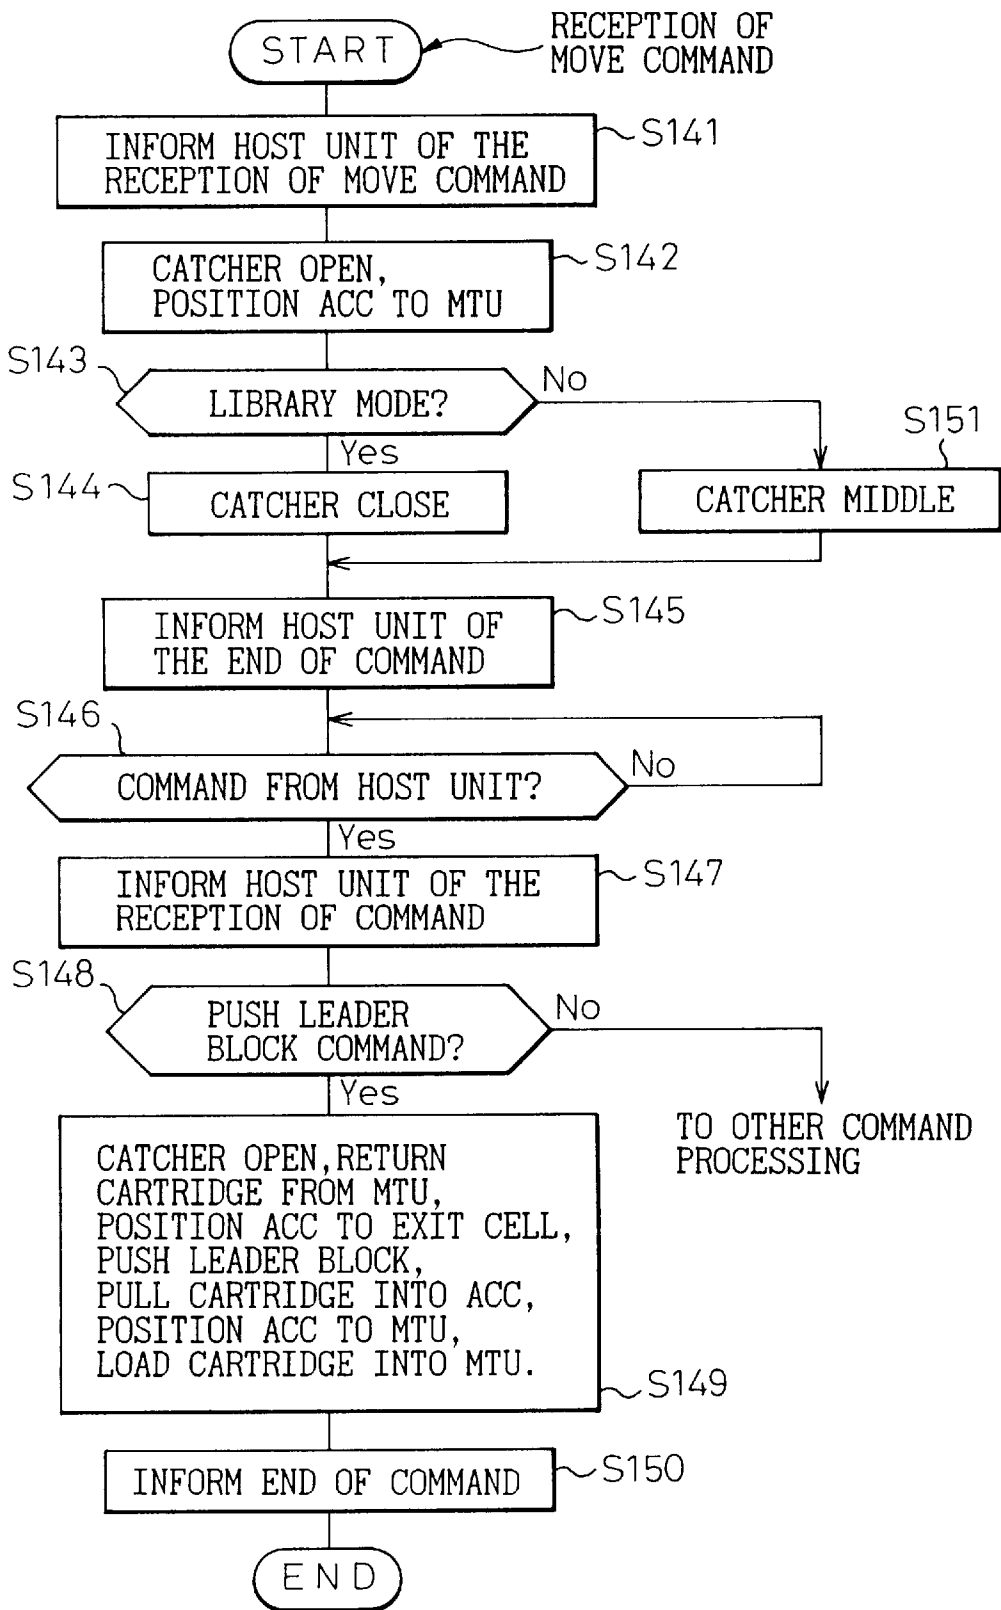 START
RECEPTION OF
MOVE COMMAND
S141
INFORM HOST UNIT OF THE
RECEPTION OF MOVE COMMAND
S142
CATCHER OPEN,
POSITION ACC TO MTU
S143
LIBRARY MODE?
No
Yes
S144
CATCHER CLOSE
S151
CATCHER MIDDLE
S145
INFORM HOST UNIT OF
THE END OF COMMAND
S146
COMMAND FROM HOST UNIT?
No
Yes
S147
INFORM HOST UNIT OF THE
RECEPTION OF COMMAND
S148
PUSH LEADER
BLOCK COMMAND?
No
Yes
TO OTHER COMMAND
PROCESSING
CATCHER OPEN,RETURN
CARTRIDGE FROM MTU,
POSITION ACC TO EXIT CELL,
PUSH LEADER BLOCK,
PULL CARTRIDGE INTO ACC,
POSITION ACC TO MTU,
LOAD CARTRIDGE INTO MTU.
S149
INFORM END OF COMMAND
S150
END